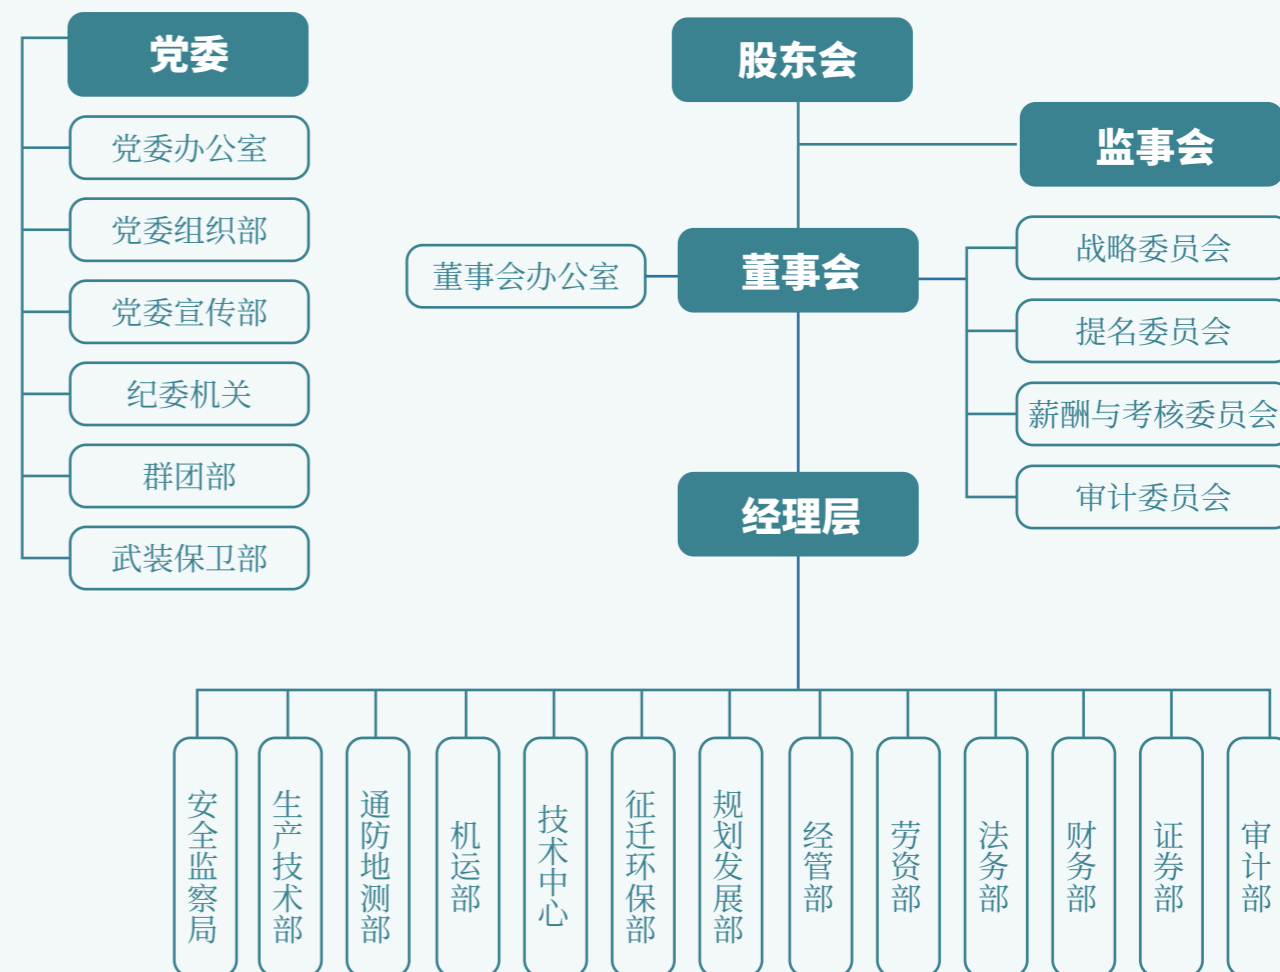 党委
党委办公室
党委组织部
党委宣传部
纪委机关
群团部
武装保卫部
股东会
监事会
董事会办公室
董事会
战略委员会
提名委员会
薪酬与考核委员会
审计委员会
经理层
安全监察局
生产技术部
通防地测部
机运部
技术中心
征迁环保部
规划发展部
经管部
劳资部
法务部
财务部
证券部
审计部